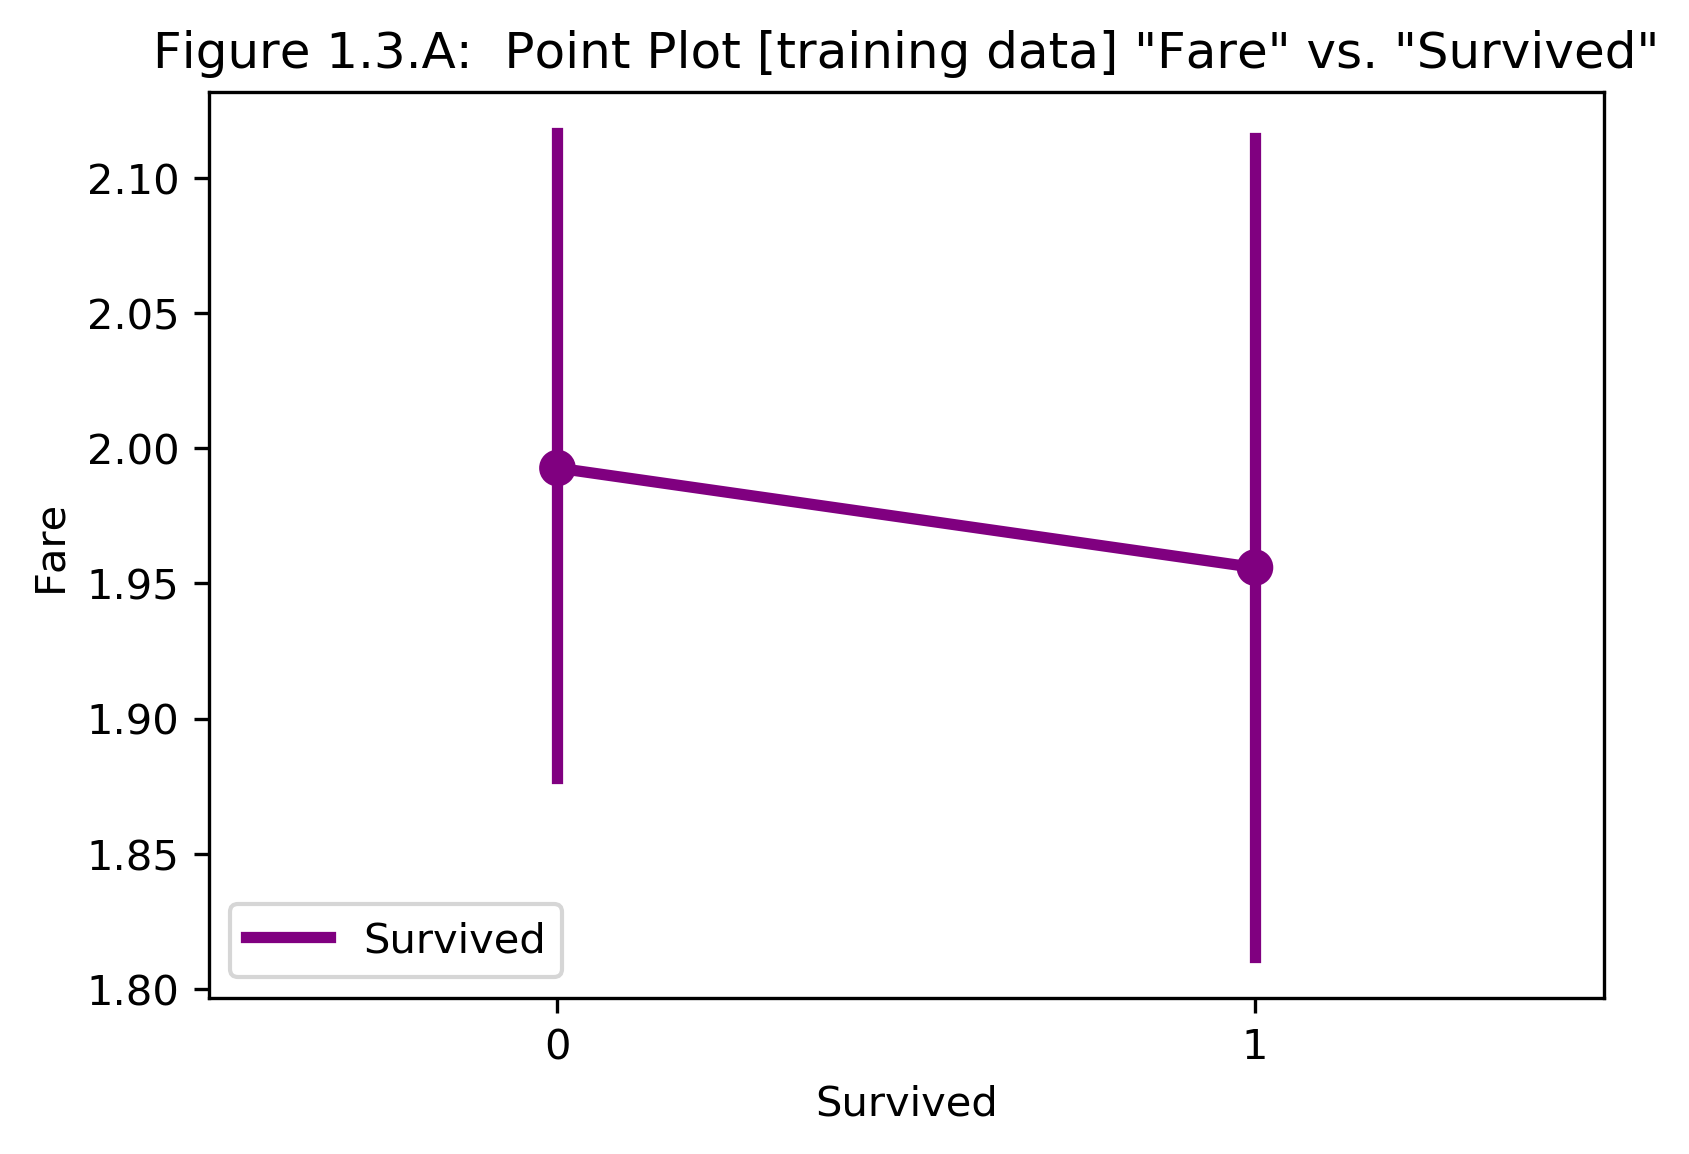 Figure 1.3.A:  Point Plot [training data] "Fare" vs. "Survived"
2.10
2.05
2.00
1.95
1.90
1.85
1.80
Fare
Survived
0
1
Survived